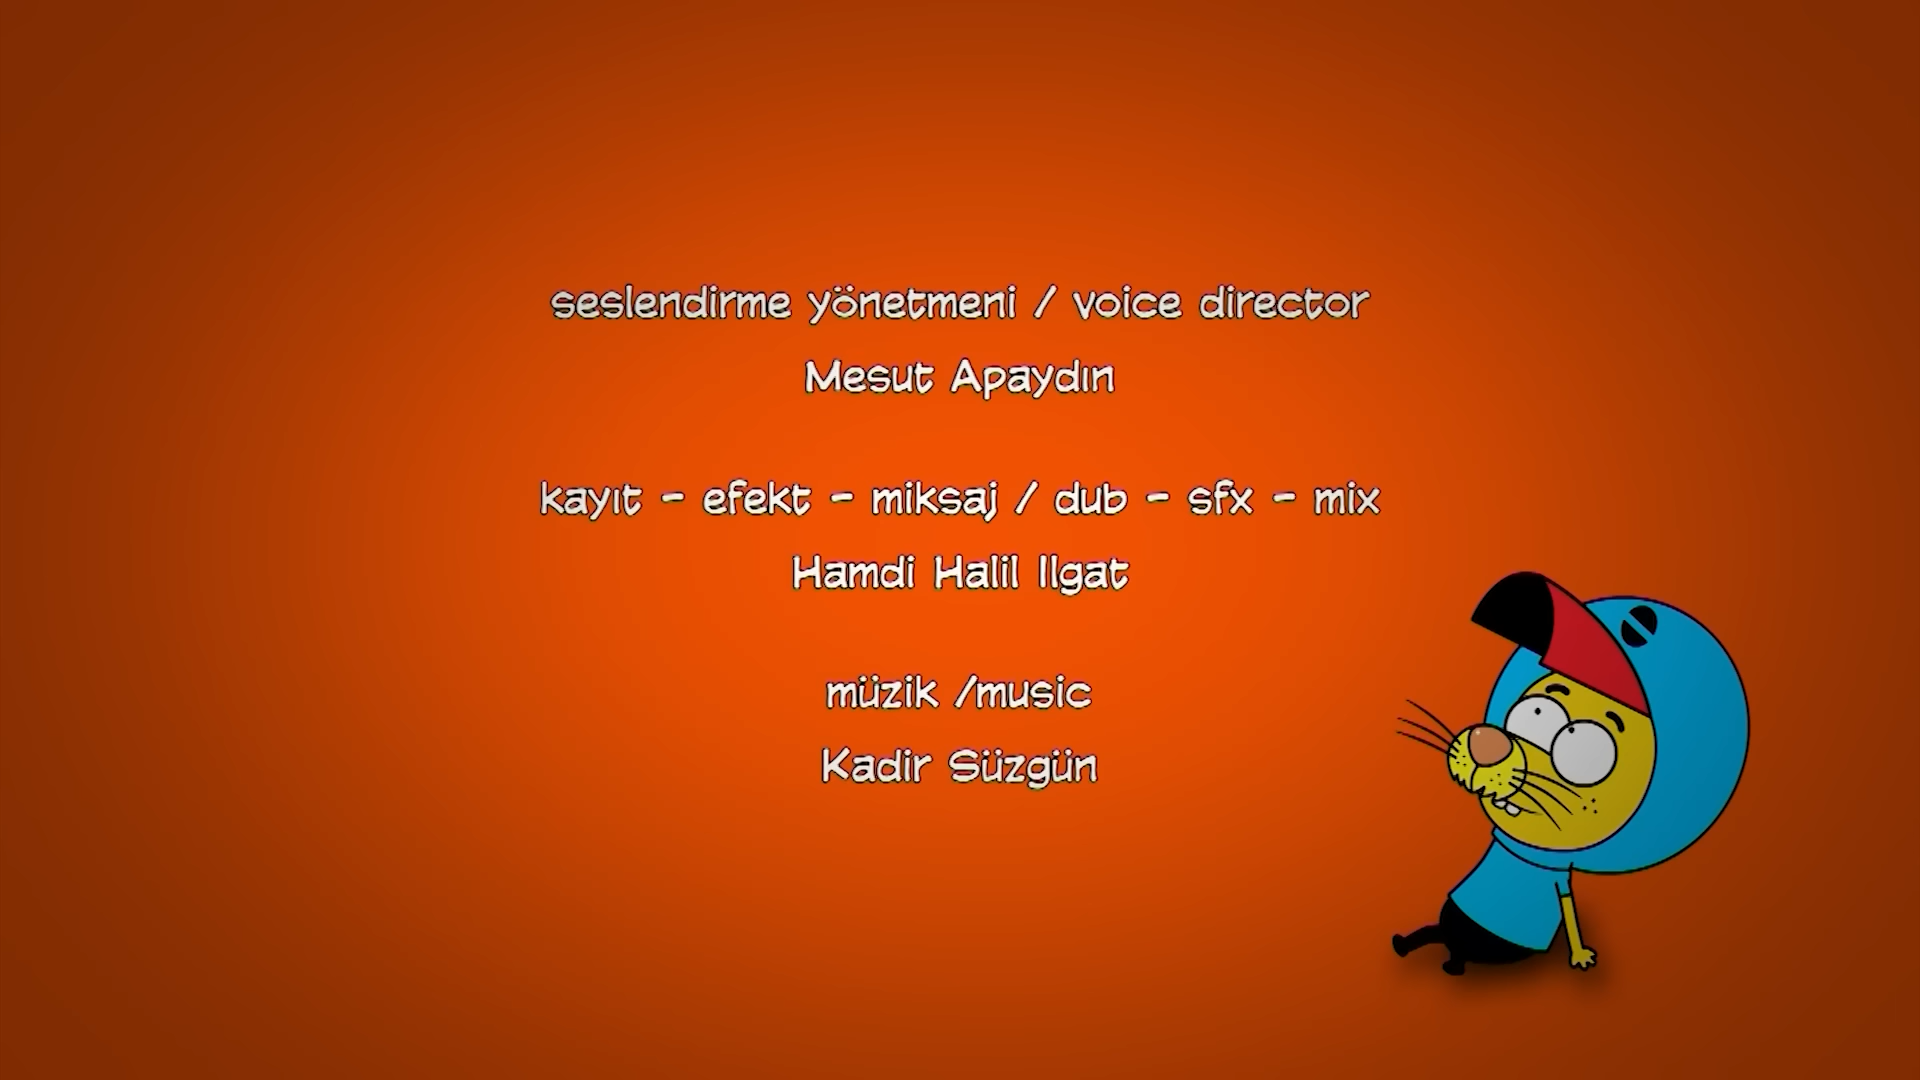 seslendirme yönetmeni / voice director
Mesut Apaydın
kayıt - efekt - miksaj / dub - sfx - mix
Hamdi Halil Ilgat
müzik /music
Kadir Süzgün